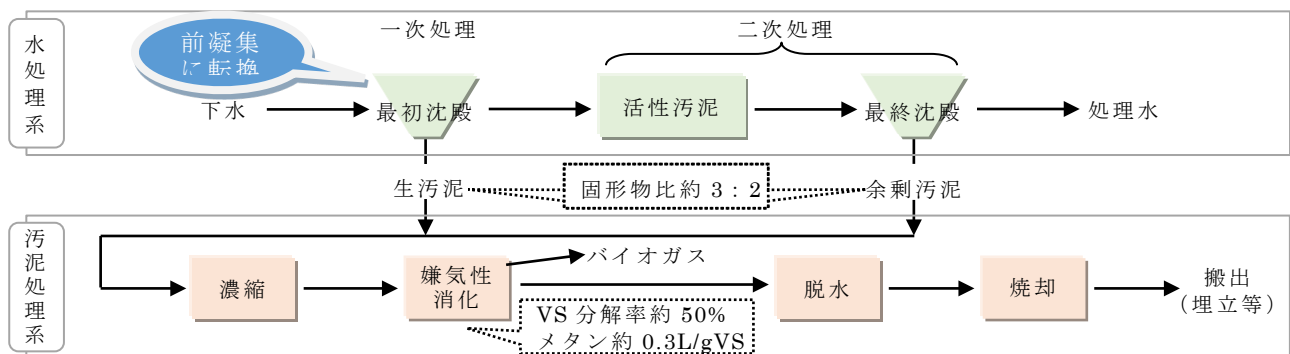 水処理系
一次処理
二次処理
前凝集
に転換
下水
最初沈殿
活性汚泥
最終沈殿
処理水
生汚泥
固形物比約 3：2
余剰汚泥
汚泥処理系
バイオガス
濃縮
嫌気性
消化
脱水
焼却
搬出
(埋立等)
VS 分解率約 50%
メタン約 0.3L/gVS